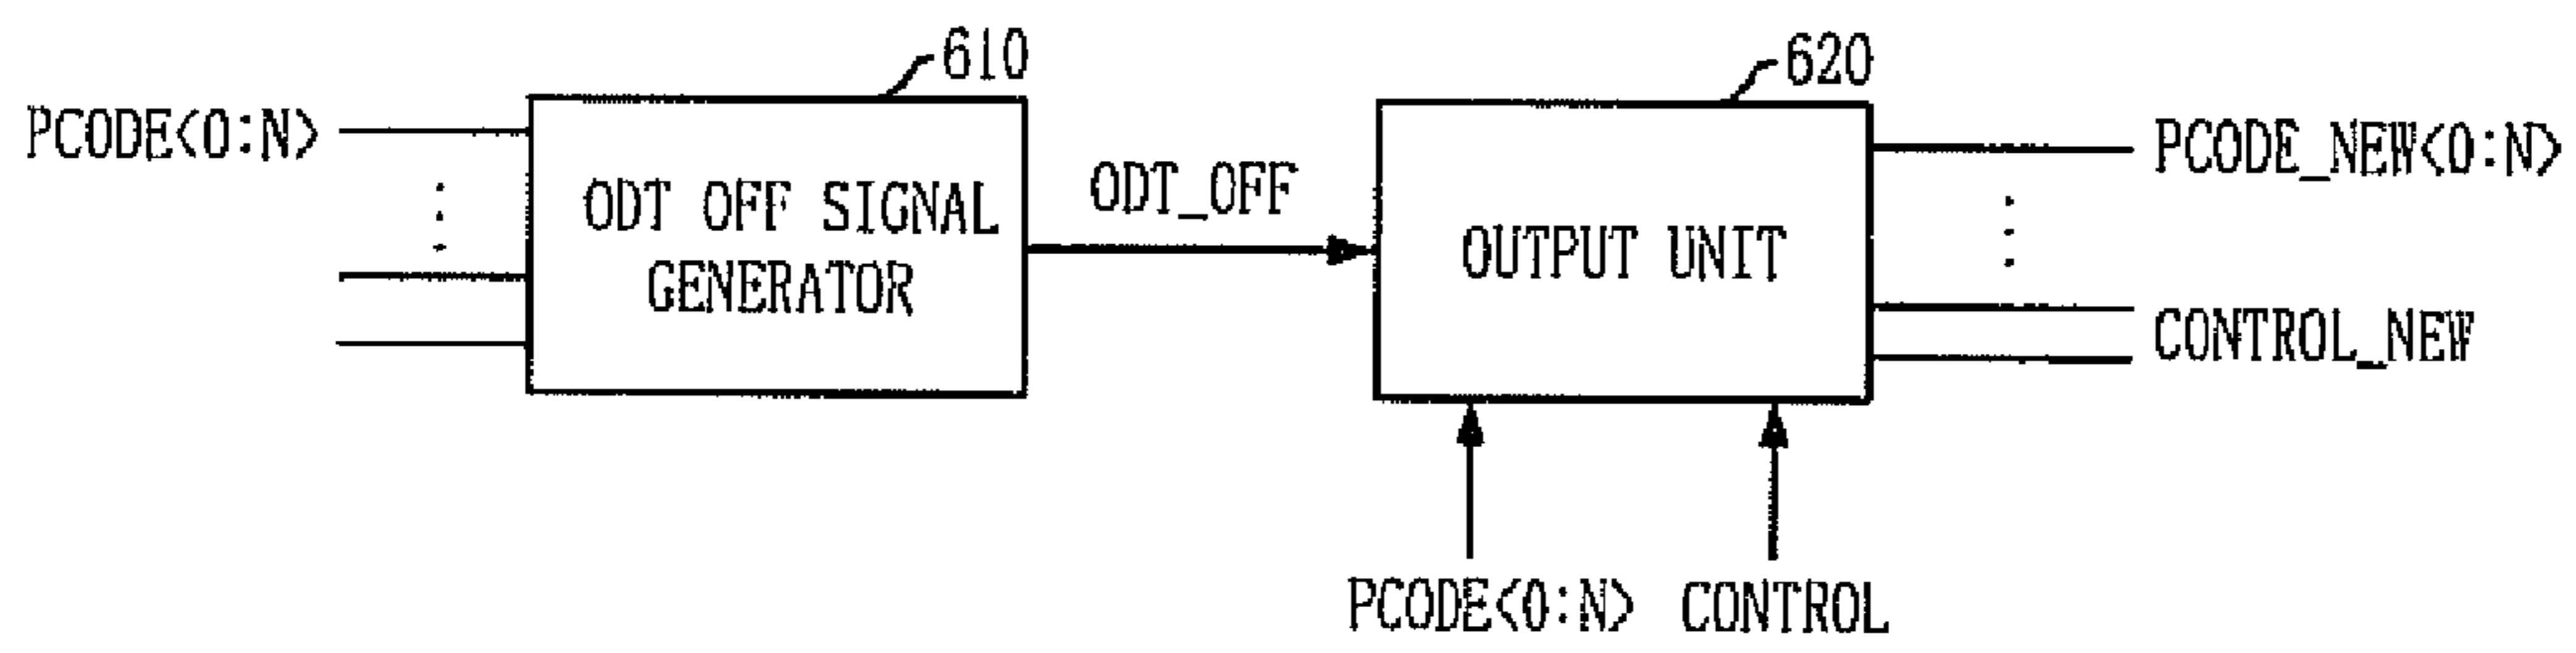 610
620
PCODE<0:N>
ODT OFF SIGNAL
GENERATOR
ODT_OFF
OUTPUT UNIT
PCODE_NEW<0:N>
CONTROL_NEW
PCODE<0:N> CONTROL